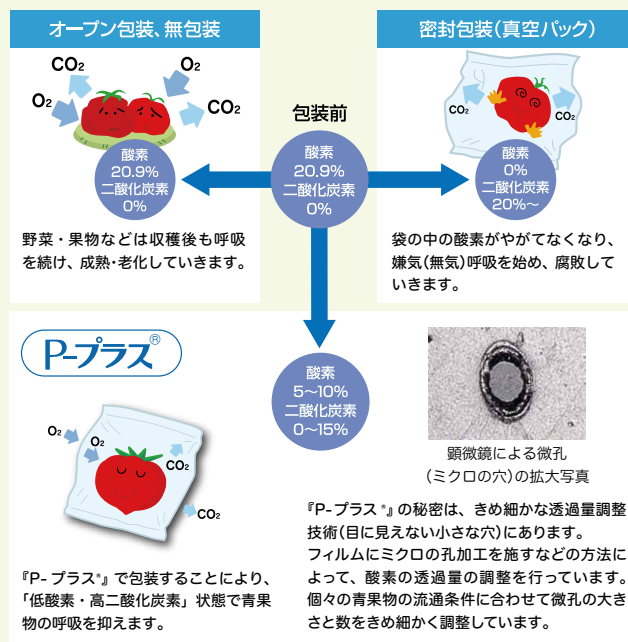 オープン包装、無包装
CO₂
O₂
O₂
CO₂
酸素
20.9%
二酸化炭素
0%
野菜・果物などは収穫後も呼吸
を続け、成熟・老化していきます。
包装前
酸素
20.9%
二酸化炭素
0%
密封包装(真空パック)
CO₂
CO₂
酸素
0%
二酸化炭素
20%〜
袋の中の酸素がやがてなくなり、
嫌気(無気)呼吸を始め、腐敗して
いきます。
P-プラス®
酸素
5〜10%
二酸化炭素
0〜15%
O₂
O₂
CO₂
CO₂
『P-プラス®』で包装することにより、
「低酸素・高二酸化炭素」状態で青果
物の呼吸を抑えます。
顕微鏡による微孔
(ミクロの穴)の拡大写真
『P-プラス®』の秘密は、きめ細かな透過量調整
技術(目に見えない小さな穴)にあります。
フィルムにミクロの孔加工を施すなどの方法に
よって、酸素の透過量の調整を行っています。
個々の青果物の流通条件に合わせて微孔の大き
さと数をきめ細かく調整しています。